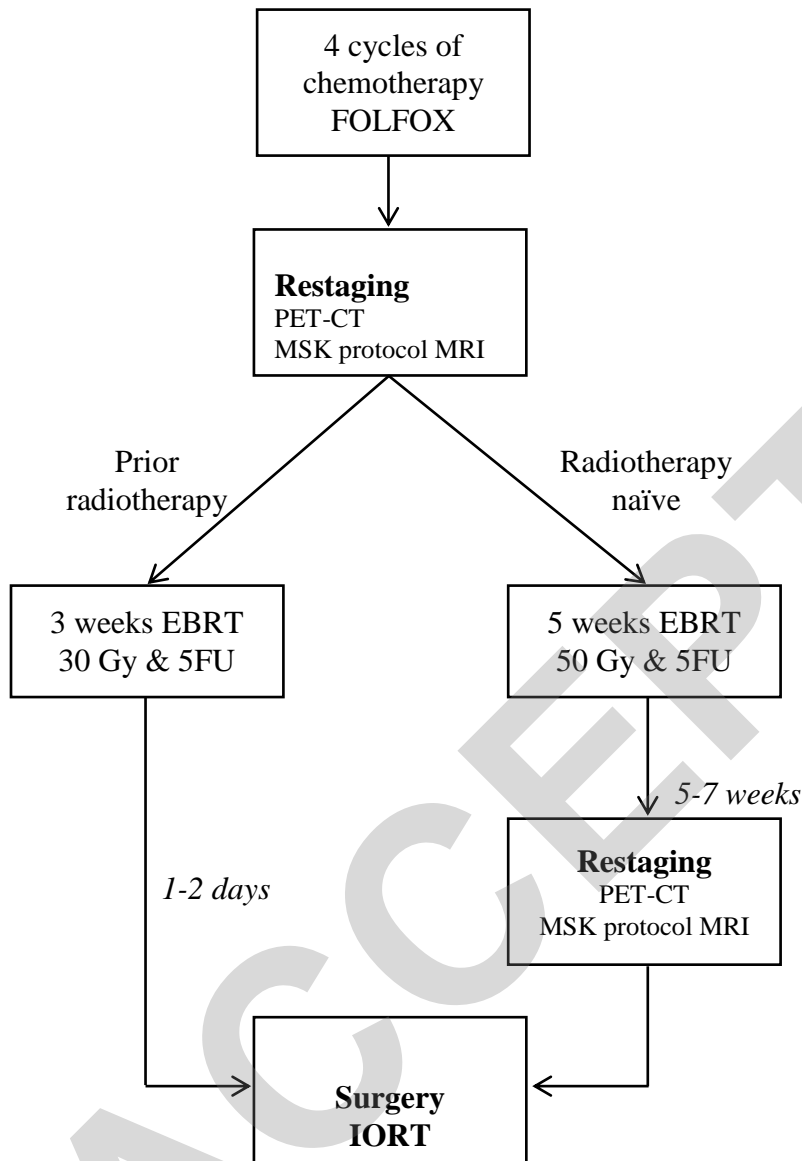 4 cycles of
chemotherapy
FOLFOX
Restaging
PET-CT
MSK protocol MRI
Prior
radiotherapy
Radiotherapy
naïve
3 weeks EBRT
30 Gy & 5FU
5 weeks EBRT
50 Gy & 5FU
5-7 weeks
1-2 days
Restaging
PET-CT
MSK protocol MRI
Surgery
IORT
ACCEPT